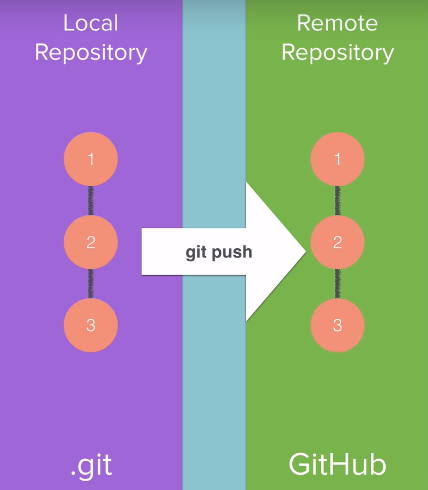 Local
Repository
Remote
Repository
1
1
2
git push
2
3
3
.git
GitHub